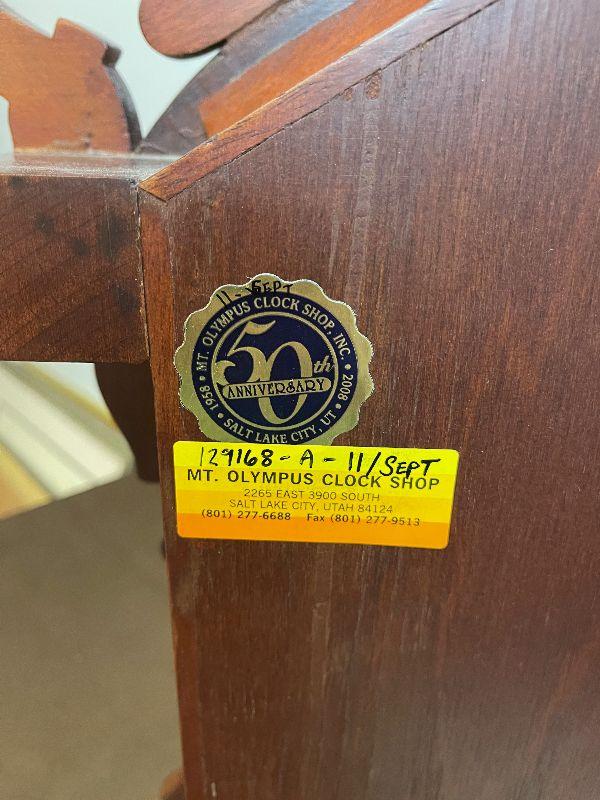 11 - SEPT
MT. OLYMPUS CLOCK SHOP, INC.
50th
ANNIVERSARY
1958 • SALT LAKE CITY, UT • 2008
129168-A-11/SEPT
MT. OLYMPUS CLOCK SHOP
2265 EAST 3900 SOUTH
SALT LAKE CITY, UTAH 84124
(801) 277-6688 Fax (801) 277-9513